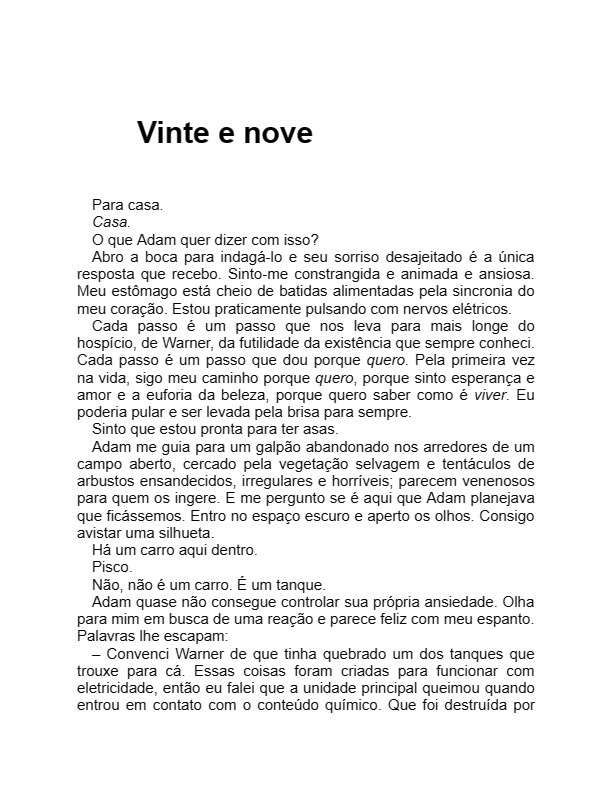 Vinte e nove
Para casa.
Casa.
O que Adam quer dizer com isso?
Abro a boca para indagá-lo e seu sorriso desajeitado é a única
resposta que recebo. Sinto-me constrangida e animada e ansiosa.
Meu estômago está cheio de batidas alimentadas pela sincronia do
meu coração. Estou praticamente pulsando com nervos elétricos.
Cada passo é um passo que nos leva para mais longe do
hospício, de Warner, da futilidade da existência que sempre conheci.
Cada passo é um passo que dou porque quero. Pela primeira vez
na vida, sigo meu caminho porque quero, porque sinto esperança e
amor e a euforia da beleza, porque quero saber como é viver. Eu
poderia pular e ser levada pela brisa para sempre.
Sinto que estou pronta para ter asas.
Adam me guia para um galpão abandonado nos arredores de um
campo aberto, cercado pela vegetação selvagem e tentáculos de
arbustos ensandecidos, irregulares e horríveis; parecem venenosos
para quem os ingere. E me pergunto se é aqui que Adam planejava
que ficássemos. Entro no espaço escuro e aperto os olhos. Consigo
avistar uma silhueta.
Há um carro aqui dentro.
Pisco.
Não, não é um carro. É um tanque.
Adam quase não consegue controlar sua própria ansiedade. Olha
para mim em busca de uma reação e parece feliz com meu espanto.
Palavras lhe escapam:
– Convenci Warner de que tinha quebrado um dos tanques que
trouxe para cá. Essas coisas foram criadas para funcionar com
eletricidade, então eu falei que a unidade principal queimou quando
entrou em contato com o conteúdo químico. Que foi destruída por